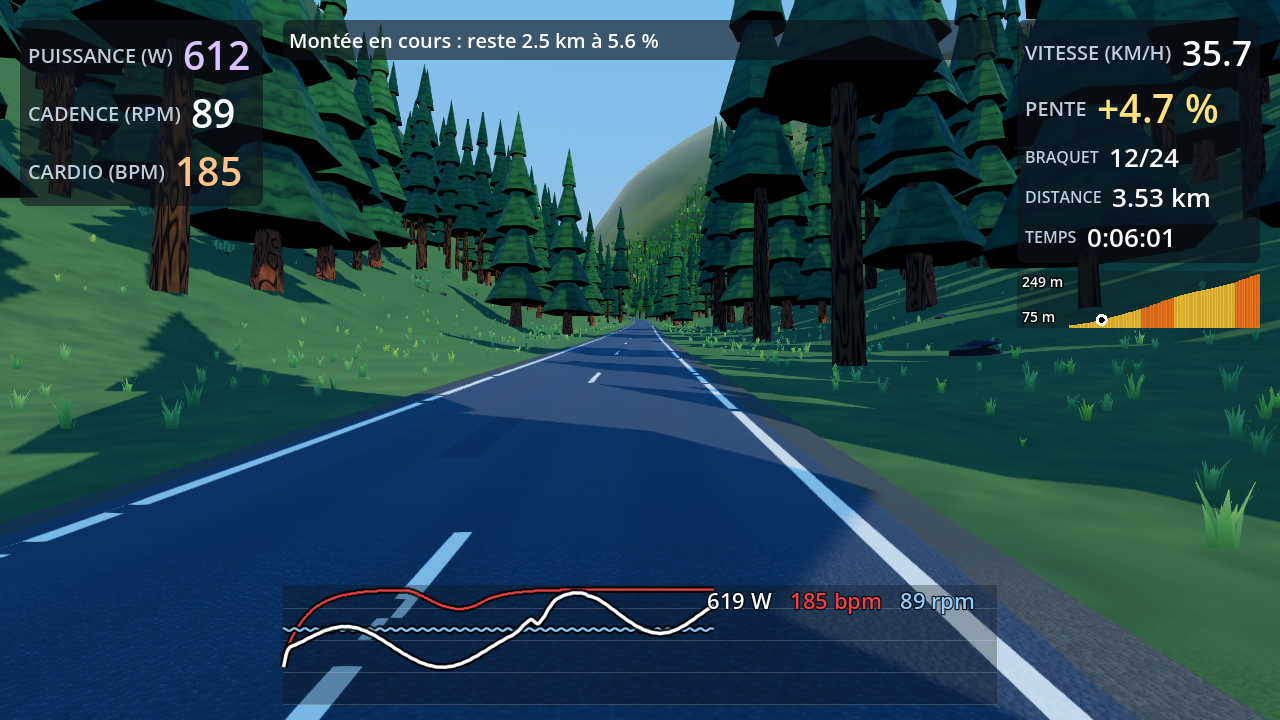 PUISSANCE (W) 612
CADENCE (RPM) 89
CARDIO (BPM) 185
Montée en cours : reste 2.5 km à 5.6 %
VITESSE (KM/H) 35.7
PENTE +4.7 %
BRAQUET 12/24
DISTANCE 3.53 km
TEMPS 0:06:01
249 m
75 m
619 W 185 bpm 89 rpm